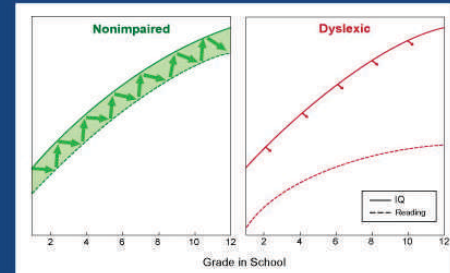 Nonimpaired
Dyslexic
IQ
Reading
2 4 6 8 10 12
2 4 6 8 10 12
Grade in School